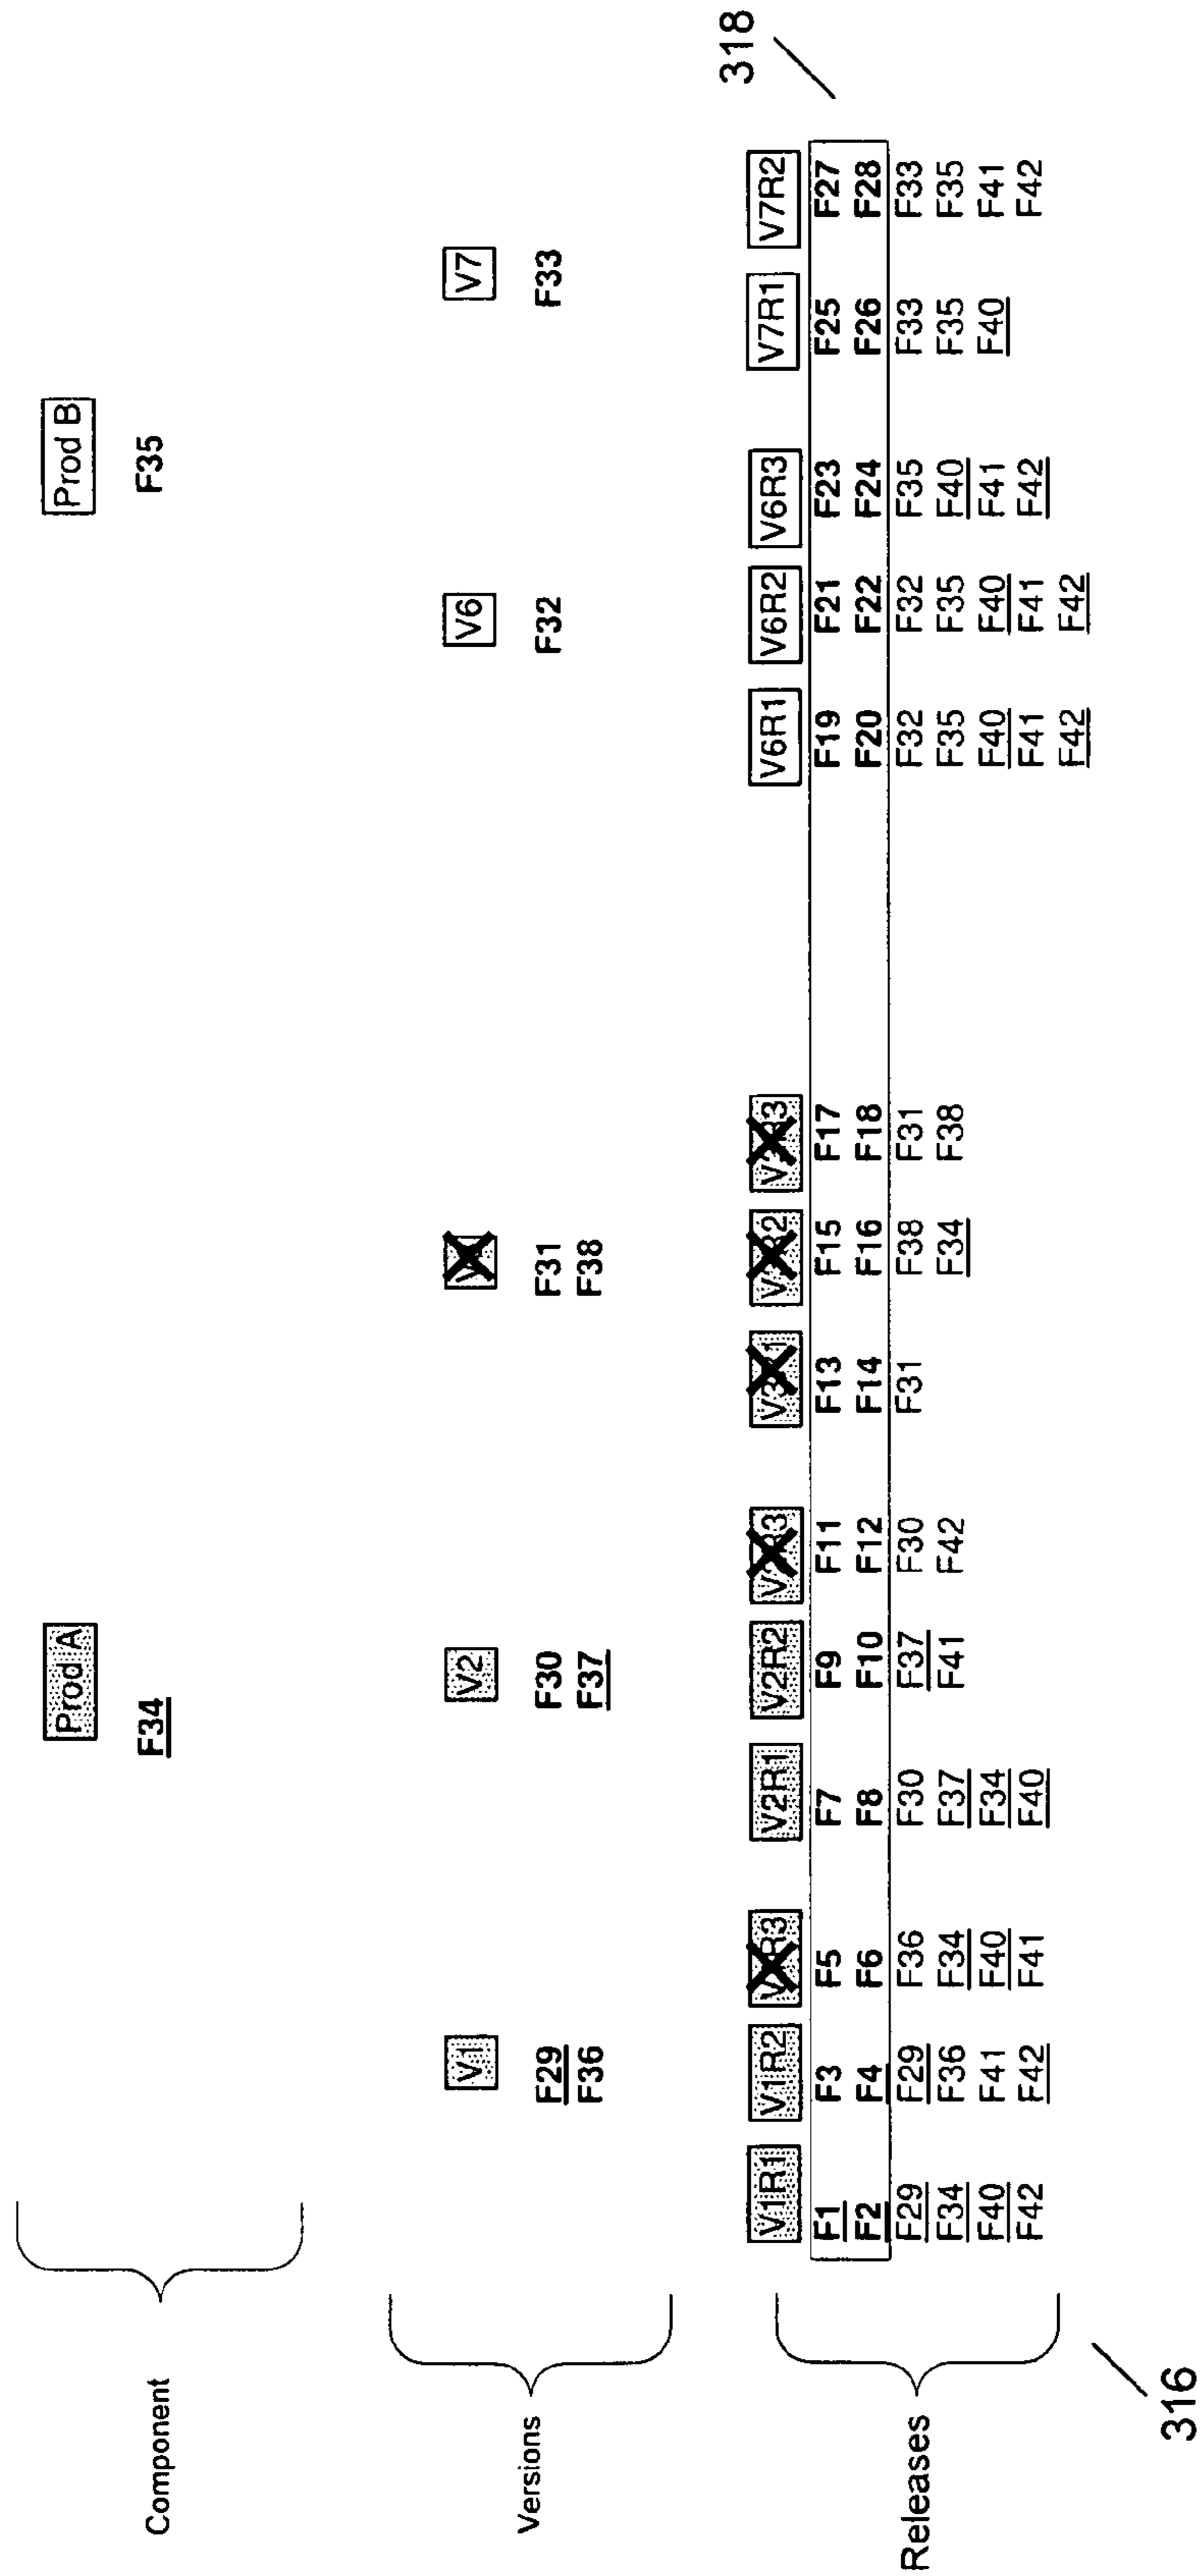 318
Component
Prod A Prod B
F34 F35
Versions
V1 V2 V6 V7
F29 F30 F31 F32 F33
F36 F37 F38
Releases
V1R1 V1R2 V2R1 V2R2 V6R1 V6R2 V6R3 V7R1 V7R2
F1 F3 F5 F7 F9 F11 F13 F15 F17 F19 F21 F23 F25 F27
F2 F4 F6 F8 F10 F12 F14 F16 F18 F20 F22 F24 F26 F28
F29 F29 F36 F30 F37 F30 F31 F38 F31 F32 F32 F35 F33 F33
F34 F36 F34 F37 F41 F42 F34 F38 F35 F35 F40 F35 F35
F40 F41 F40 F34 F40 F40 F41 F40 F41
F42 F42 F41 F40 F41 F41 F42 F42
F42 F42
316